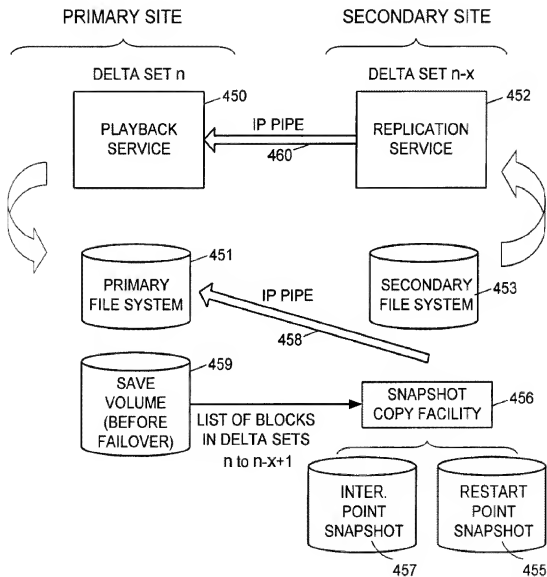 PRIMARY SITE
SECONDARY SITE
DELTA SET n
DELTA SET n-x
450
452
PLAYBACK
SERVICE
IP PIPE
460
REPLICATION
SERVICE
451
PRIMARY
FILE SYSTEM
IP PIPE
458
SECONDARY
FILE SYSTEM
453
459
SAVE
VOLUME
(BEFORE
FAILOVER)
LIST OF BLOCKS
IN DELTA SETS
n to n-x+1
SNAPSHOT
COPY FACILITY
456
INTER.
POINT
SNAPSHOT
457
RESTART
POINT
SNAPSHOT
455